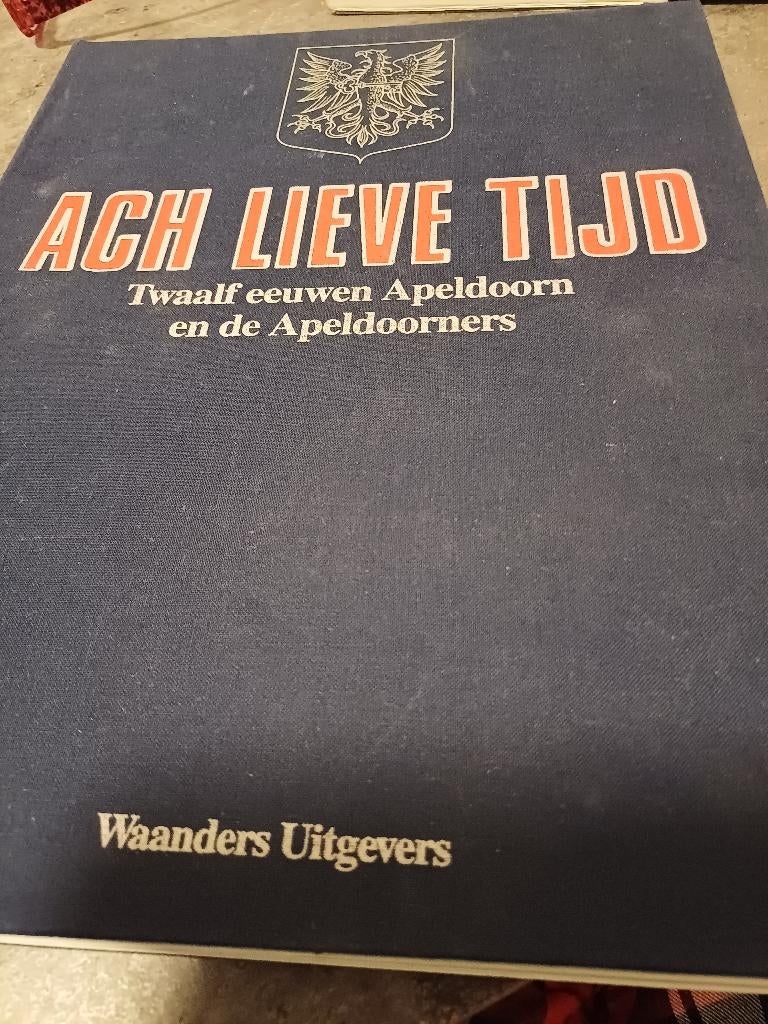 ACH LIEVE TIJD
Twaalf eeuwen Apeldoorn
en de Apeldoorners
Waanders Uitgevers